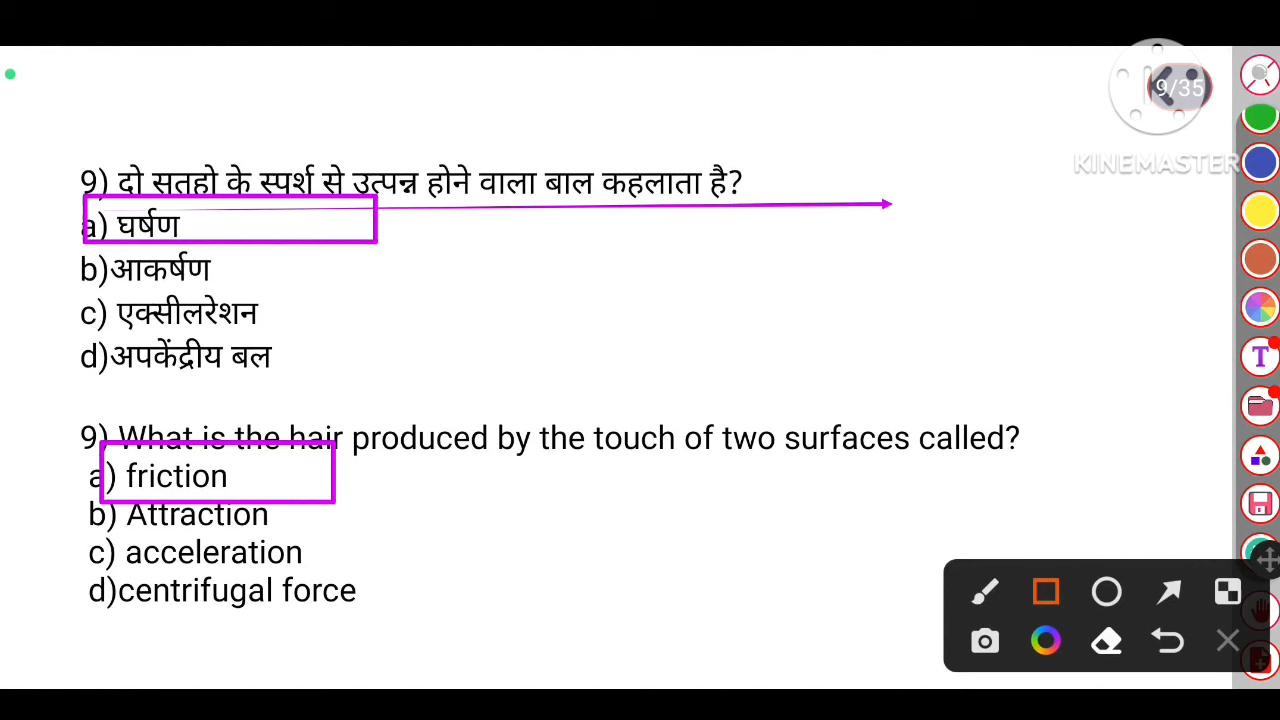 9/35
KINEMASTER
9) दो सतहो के स्पर्श से उत्पन्न होने वाला बाल कहलाता है?
a) घर्षण
b)आकर्षण
c) एक्सीलरेशन
d)अपकेंद्रीय बल
9) What is the hair produced by the touch of two surfaces called?
a) friction
b) Attraction
c) acceleration
d)centrifugal force
T